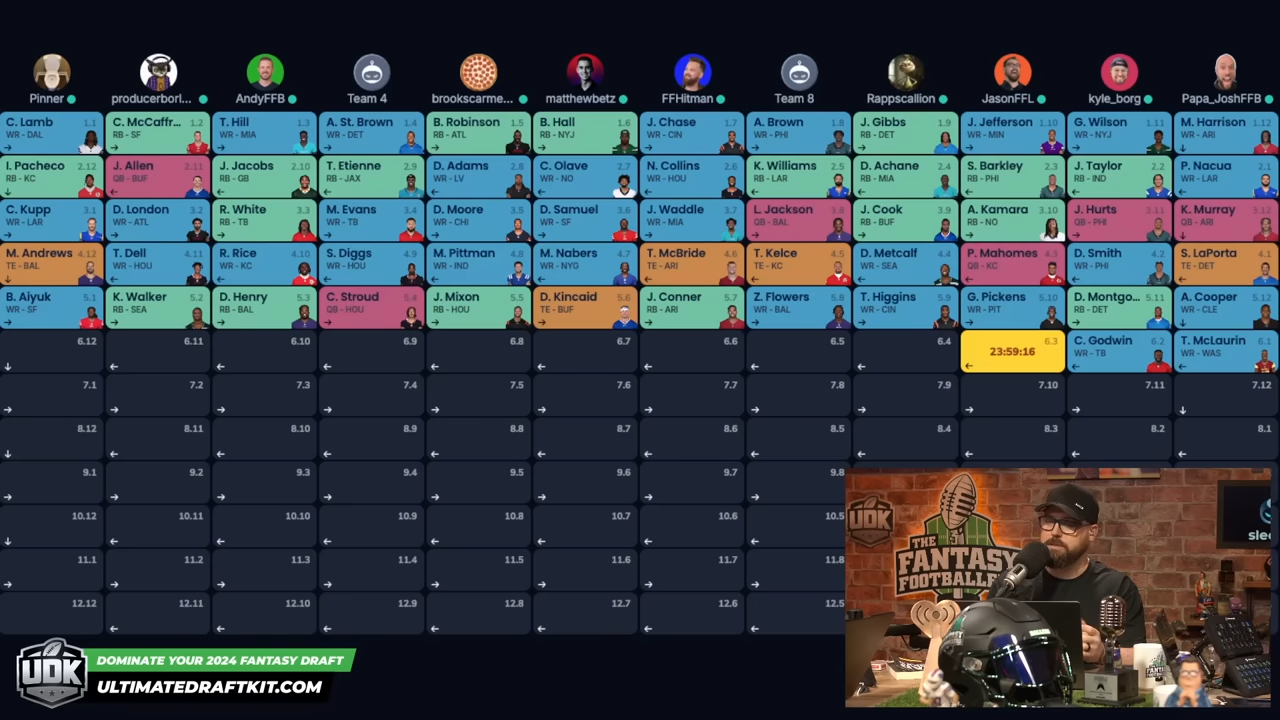 Pinner
producerborl...
AndyFFB
Team 4
brookscarme...
matthewbetz
FFHitman
Team 8
Rappscallion
JasonFFL
kyle_borg
Papa_JoshFFB
C. Lamb 1.1
WR - DAL
C. McCaffr... 1.2
RB - SF
T. Hill 1.3
WR - MIA
A. St. Brown 1.4
WR - DET
B. Robinson 1.5
RB - ATL
B. Hall 1.6
RB - NYJ
J. Chase 1.7
WR - CIN
A. Brown 1.8
WR - PHI
J. Gibbs 1.9
RB - DET
J. Jefferson 1.10
WR - MIN
G. Wilson 1.11
WR - NYJ
M. Harrison 1.12
WR - ARI
I. Pacheco 2.12
RB - KC
J. Allen 2.11
QB - BUF
J. Jacobs 2.10
RB - GB
T. Etienne 2.9
RB - JAX
D. Adams 2.8
WR - LV
C. Olave 2.7
WR - NO
N. Collins 2.6
WR - HOU
K. Williams 2.5
RB - LAR
D. Achane 2.4
RB - MIA
S. Barkley 2.3
RB - PHI
J. Taylor 2.2
RB - IND
P. Nacua 2.1
WR - LAR
C. Kupp 3.1
WR - LAR
D. London 3.2
WR - ATL
R. White 3.3
RB - TB
M. Evans 3.4
WR - TB
D. Moore 3.5
WR - CHI
D. Samuel 3.6
WR - SF
J. Waddle 3.7
WR - MIA
L. Jackson 3.8
QB - BAL
J. Cook 3.9
RB - BUF
A. Kamara 3.10
RB - NO
J. Hurts 3.11
QB - PHI
K. Murray 3.12
QB - ARI
M. Andrews 4.12
TE - BAL
T. Dell 4.11
WR - HOU
R. Rice 4.10
WR - KC
S. Diggs 4.9
WR - HOU
M. Pittman 4.8
WR - IND
M. Nabers 4.7
WR - NYG
T. McBride 4.6
TE - ARI
T. Kelce 4.5
TE - KC
D. Metcalf 4.4
WR - SEA
P. Mahomes 4.3
QB - KC
D. Smith 4.2
WR - PHI
S. LaPorta 4.1
TE - DET
B. Aiyuk 5.1
WR - SF
K. Walker 5.2
RB - SEA
D. Henry 5.3
RB - BAL
C. Stroud 5.4
QB - HOU
J. Mixon 5.5
RB - HOU
D. Kincaid 5.6
TE - BUF
J. Conner 5.7
RB - ARI
Z. Flowers 5.8
WR - BAL
T. Higgins 5.9
WR - CIN
G. Pickens 5.10
WR - PIT
D. Montgo... 5.11
RB - DET
A. Cooper 5.12
WR - CLE
6.12
6.11
6.10
6.9
6.8
6.7
6.6
6.5
6.4
6.3
23:59:16
C. Godwin 6.2
WR - TB
T. McLaurin 6.1
WR - WAS
7.1
7.2
7.3
7.4
7.5
7.6
7.7
7.8
7.9
7.10
7.11
7.12
8.12
8.11
8.10
8.9
8.8
8.7
8.6
8.5
8.4
8.3
8.2
8.1
9.1
9.2
9.3
9.4
9.5
9.6
9.7
9.8
10.12
10.11
10.10
10.9
10.8
10.7
10.6
10.5
11.1
11.2
11.3
11.4
11.5
11.6
11.7
11.8
12.12
12.11
12.10
12.9
12.8
12.7
12.6
12.5
UDK
THE
FANTASY
FOOTBALLE
slee
UDK
DOMINATE YOUR 2024 FANTASY DRAFT
ULTIMATEDRAFTKIT.COM